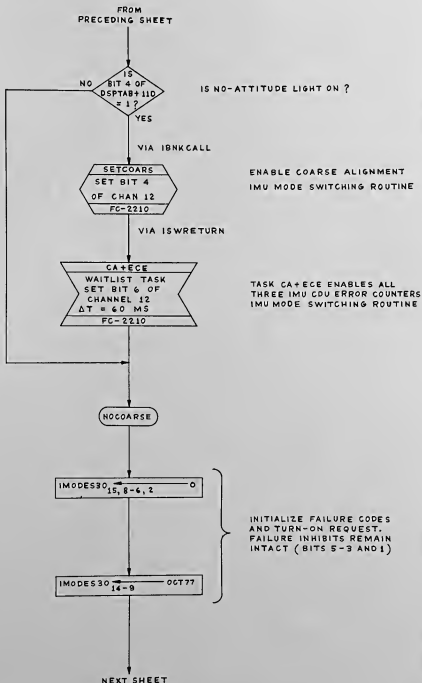 FROM
PRECEDING SHEET
IS
BIT 4 OF
DSPTAB+11D
= 1?
NO
IS NO-ATTITUDE LIGHT ON ?
YES
VIA IBNKCALL
SETCOARS
SET BIT 4
OF CHAN 12
FC-2210
ENABLE COARSE ALIGNMENT
IMU MODE SWITCHING ROUTINE
VIA ISWRETURN
CA+ECE
WAITLIST TASK
SET BIT 6 OF
CHANNEL 12
ΔT = 60 MS
FC-2210
TASK CA+ECE ENABLES ALL
THREE IMU CDU ERROR COUNTERS
IMU MODE SWITCHING ROUTINE
NOCOARSE
IMODES30 0
15, 8-6, 2
INITIALIZE FAILURE CODES
AND TURN-ON REQUEST.
FAILURE INHIBITS REMAIN
INTACT (BITS 5-3 AND 1)
IMODES30 OCT77
14-9
NEXT SHEET